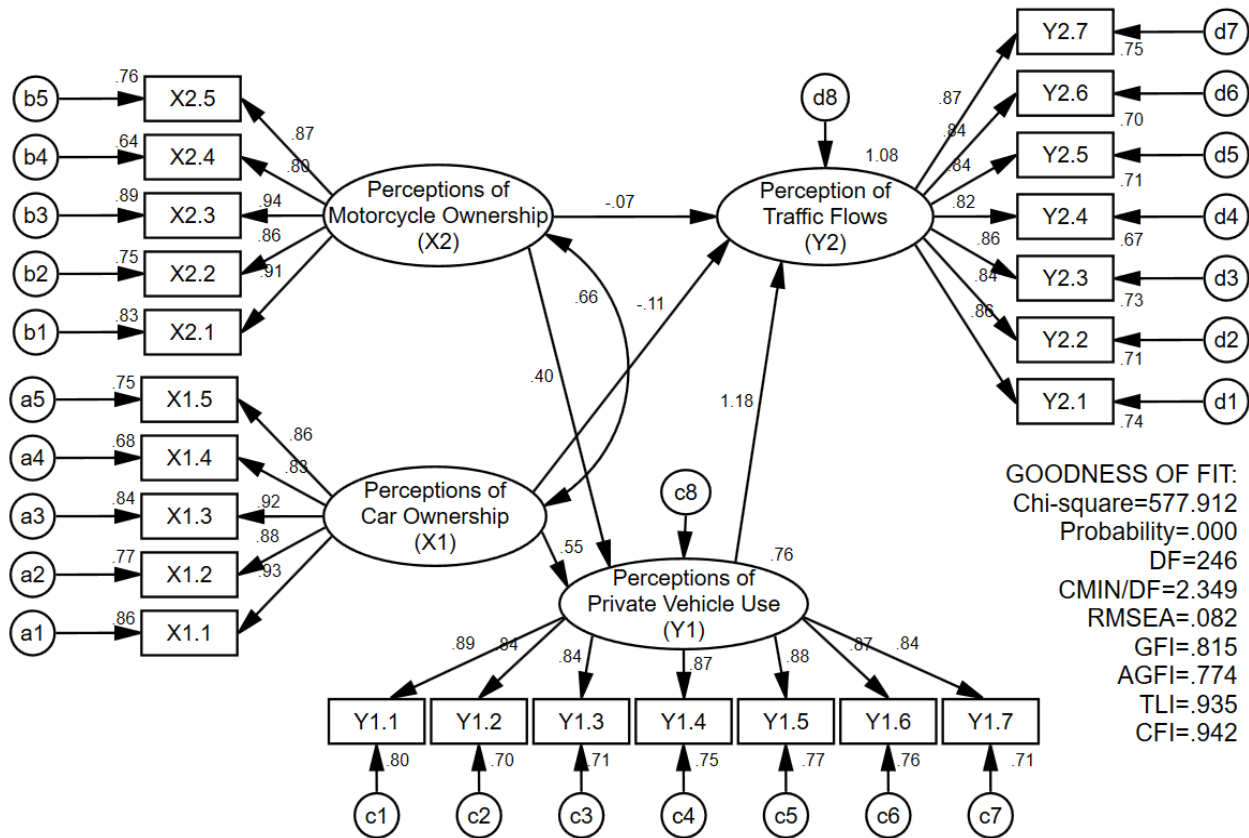 b5
.76
X2.5
.87
b4
.64
X2.4
.80
b3
.89
X2.3
.94
b2
.75
X2.2
.86
b1
.83
X2.1
.91
Perceptions of
Motorcycle Ownership
(X2)
a5
.75
X1.5
.86
a4
.68
X1.4
.83
a3
.84
X1.3
.92
a2
.77
X1.2
.88
a1
.86
X1.1
.93
Perceptions of
Car Ownership
(X1)
-.07
.66
-.11
.40
.55
1.18
d8
1.08
Perception of
Traffic Flows
(Y2)
.87
Y2.7
.75
d7
.84
Y2.6
.70
d6
.84
Y2.5
.71
d5
.82
Y2.4
.67
d4
.86
Y2.3
.73
d3
.84
Y2.2
.71
d2
.86
Y2.1
.74
d1
c8
.76
Perceptions of
Private Vehicle Use
(Y1)
.89
.84
.84
.87
.88
.87
.84
Y1.1
Y1.2
Y1.3
Y1.4
Y1.5
Y1.6
Y1.7
.80
.70
.71
.75
.77
.76
.71
c1
c2
c3
c4
c5
c6
c7
GOODNESS OF FIT:
Chi-square=577.912
Probability=.000
DF=246
CMIN/DF=2.349
RMSEA=.082
GFI=.815
AGFI=.774
TLI=.935
CFI=.942